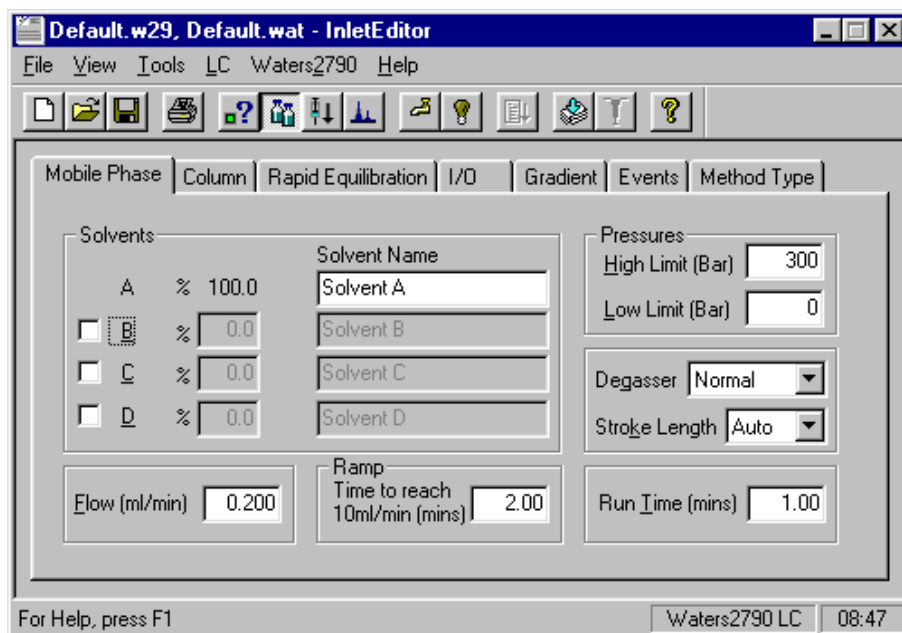 Default.w29, Default.wat - InletEditor
File View Tools LC Waters2790 Help
Mobile Phase Column Rapid Equilibration I/O Gradient Events Method Type
Solvents
Solvent Name
A % 100.0 Solvent A
B % 0.0 Solvent B
C % 0.0 Solvent C
D % 0.0 Solvent D
Pressures
High Limit (Bar) 300
Low Limit (Bar) 0
Degasser Normal
Stroke Length Auto
Flow (ml/min) 0.200
Ramp
Time to reach
10ml/min (mins) 2.00
Run Time (mins) 1.00
For Help, press F1 Waters2790 LC 08:47